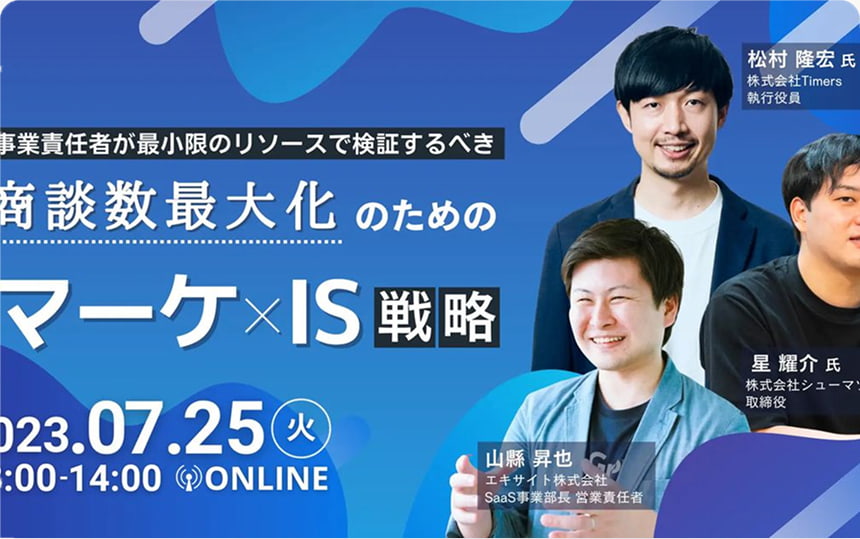 事業責任者が最小限のリソースで検証するべき
商談数最大化のための
マーケ×IS戦略
023.07.25 火
:00-14:00 ONLINE
松村 隆宏 氏
株式会社Timers
執行役員
星 耀介 氏
株式会社シューマツ
取締役
山縣 昇也
エキサイト株式会社
SaaS事業部長 営業責任者